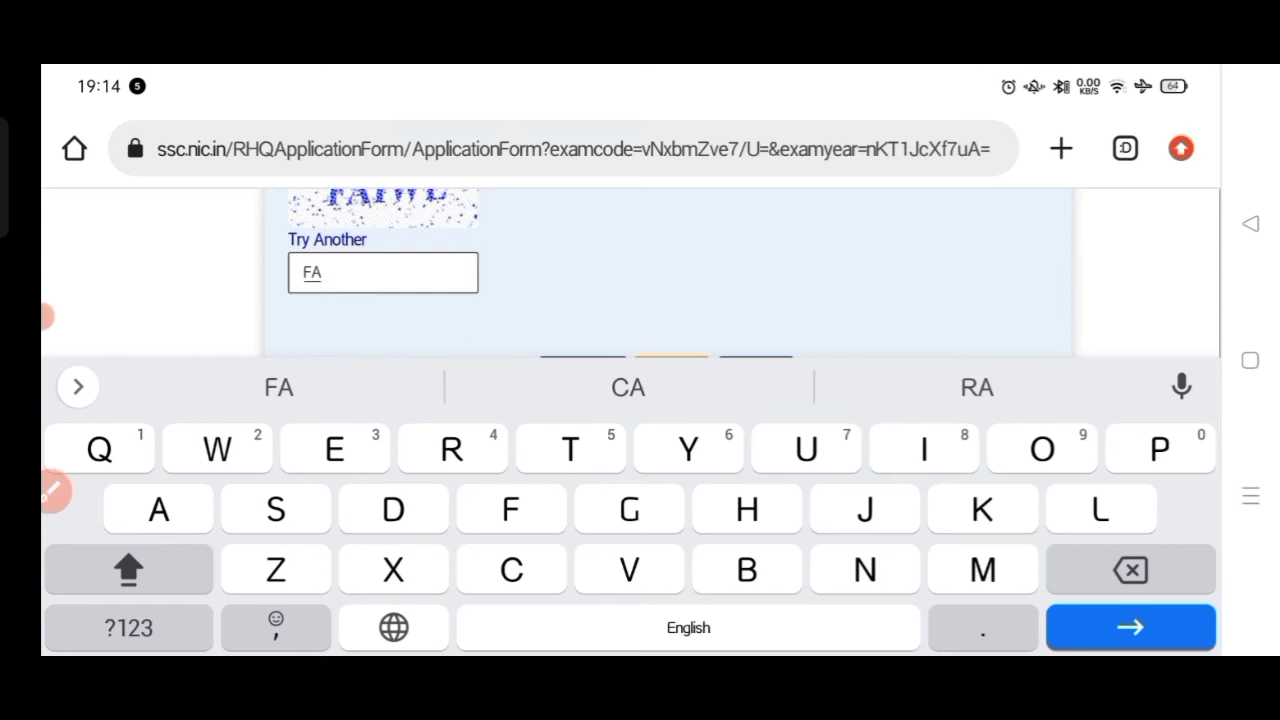 19:14 5 0.00 KB/S 64
ssc.nic.in/RHQApplicationForm/ApplicationForm?examcode=vNxbmZve7/U=&examyear=nKT1JcXf7uA=
:D
Try Another
FA
FA CA RA
Q 1 W 2 E 3 R 4 T 5 Y 6 U 7 I 8 O 9 P 0
A S D F G H J K L
Z X C V B N M
?123 , English .